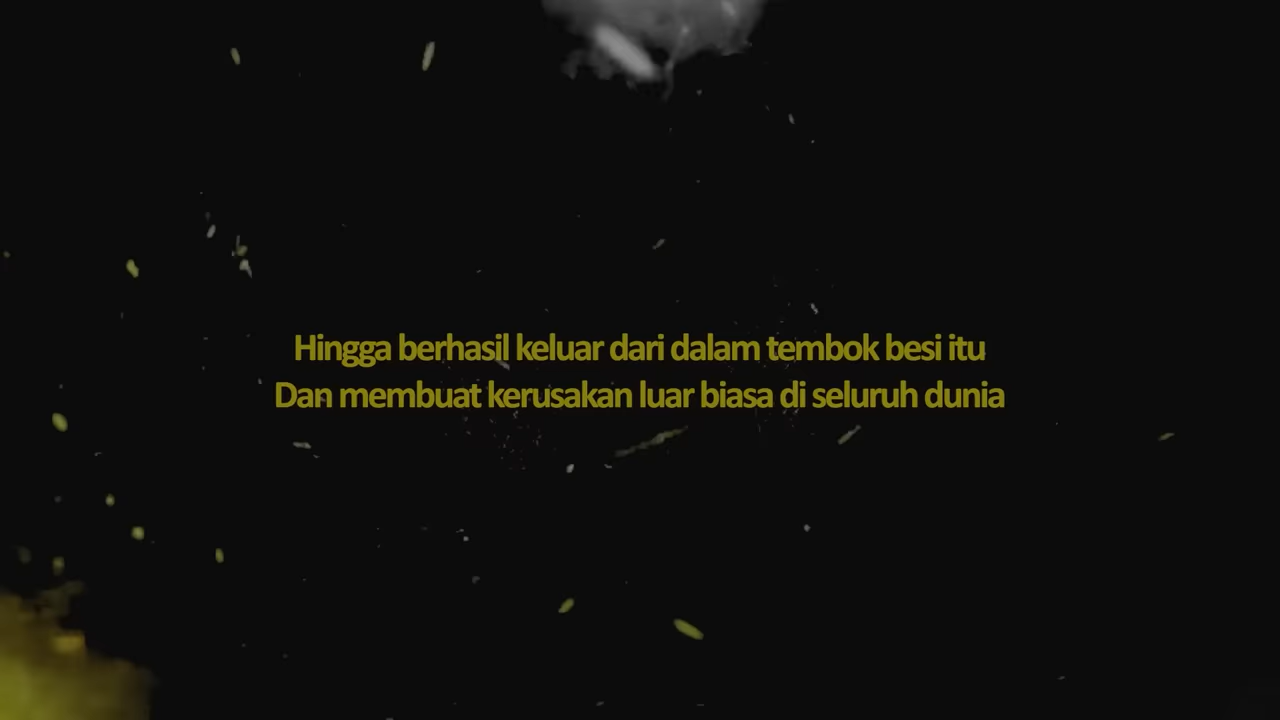 Hingga berhasil keluar dari dalam tembok besi itu
Dan membuat kerusakan luar biasa di seluruh dunia